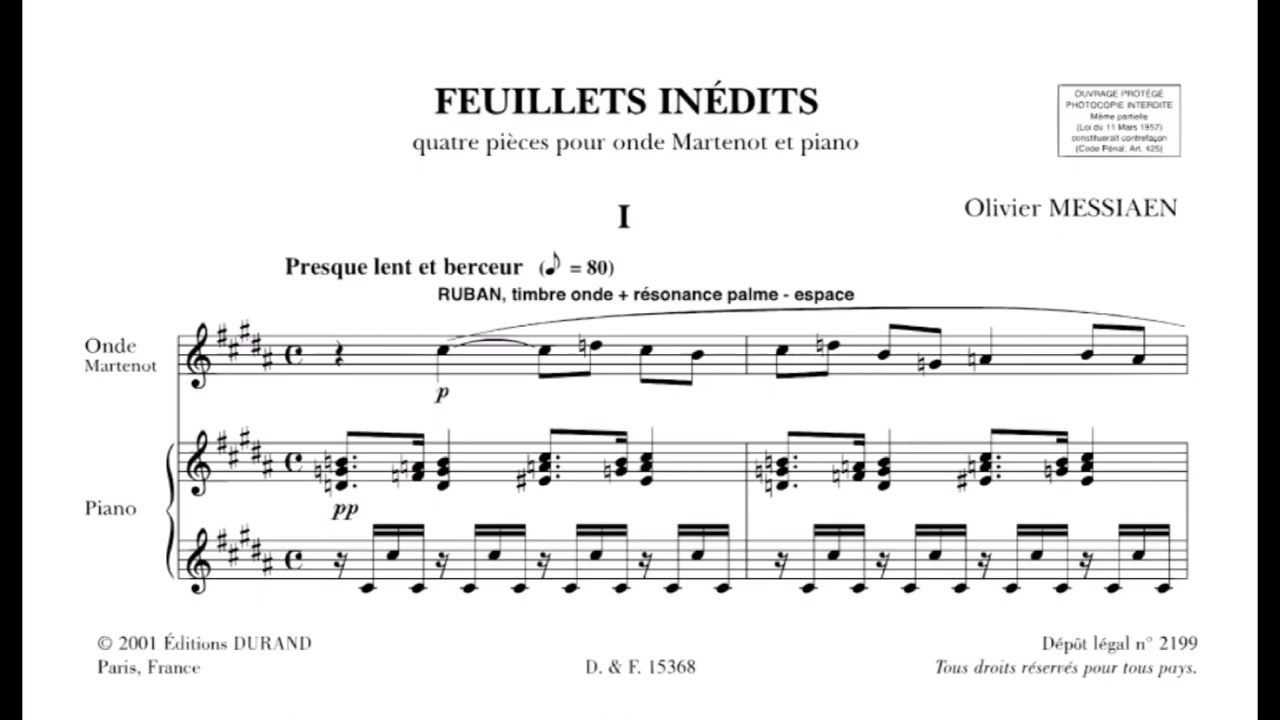 FEUILLETS INÉDITS
quatre pièces pour onde Martenot et piano
OUVRAGE PROTÉGÉ
PHOTOCOPIE INTERDITE
Même partielle
(Loi du 11 Mars 1957)
constituerait contrefaçon
(Code Pénal, Art. 425)
I
Olivier MESSIAEN
Presque lent et berceur (♪ = 80)
RUBAN, timbre onde + résonance palme - espace
Onde
Martenot
p
Piano
pp
© 2001 Éditions DURAND
Paris, France
D. & F. 15368
Dépôt légal n° 2199
Tous droits réservés pour tous pays.